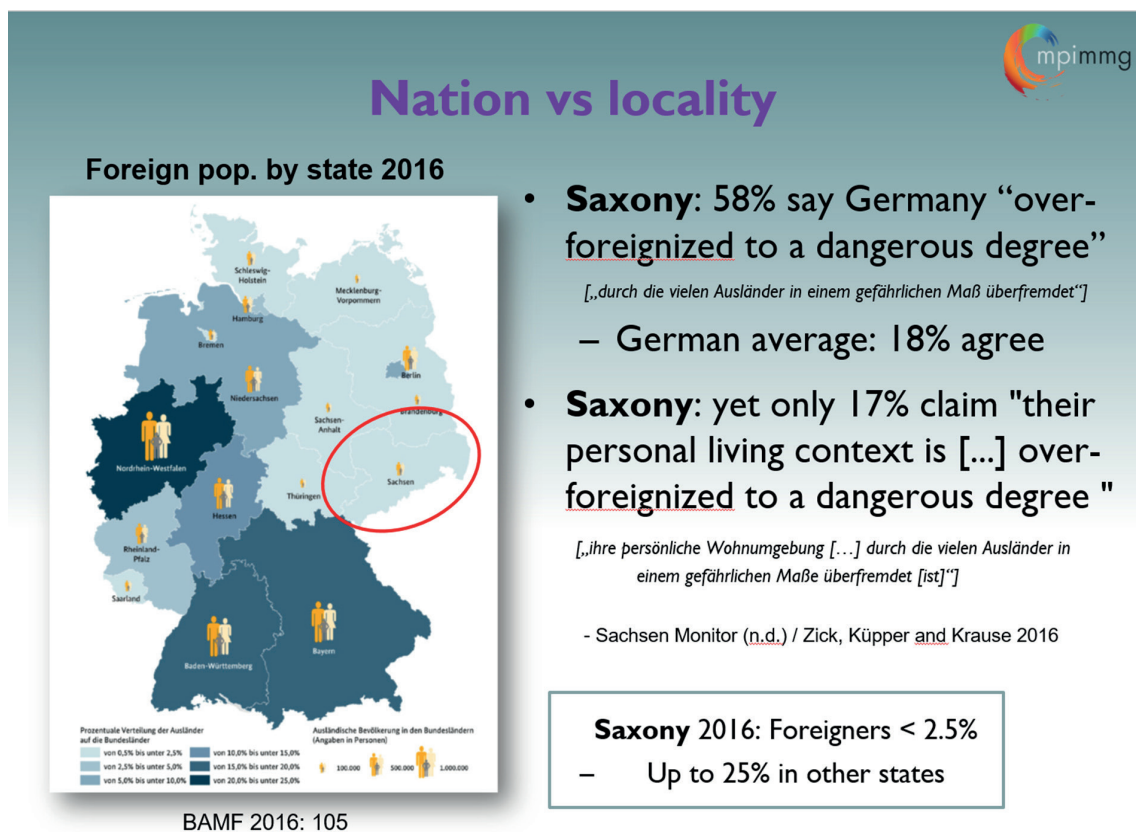 mpimmg
Nation vs locality
Foreign pop. by state 2016
Schleswig-
Holstein
Mecklenburg-
Vorpommern
Hamburg
Bremen
Berlin
Niedersachsen
Brandenburg
Sachsen-
Anhalt
Nordrhein-Westfalen
Sachsen
Thüringen
Hessen
Rheinland-
Pfalz
Saarland
Bayern
Baden-Württemberg
Prozentuale Verteilung der Ausländer
auf die Bundesländer
von 0,5% bis unter 2,5%
von 2,5% bis unter 5,0%
von 5,0% bis unter 10,0%
von 10,0% bis unter 15,0%
von 15,0% bis unter 20,0%
von 20,0% bis unter 25,0%
Ausländische Bevölkerung in den Bundesländern
(Angaben in Personen)
100.000 500.000 1.000.000
BAMF 2016: 105
• Saxony: 58% say Germany “over-
foreignized to a dangerous degree”
[„durch die vielen Ausländer in einem gefährlichen Maß überfremdet“]
– German average: 18% agree
• Saxony: yet only 17% claim "their
personal living context is [...] over-
foreignized to a dangerous degree "
[„ihre persönliche Wohnumgebung […] durch die vielen Ausländer in
einem gefährlichen Maße überfremdet [ist]“]
- Sachsen Monitor (n.d.) / Zick, Küpper and Krause 2016
Saxony 2016: Foreigners < 2.5%
– Up to 25% in other states